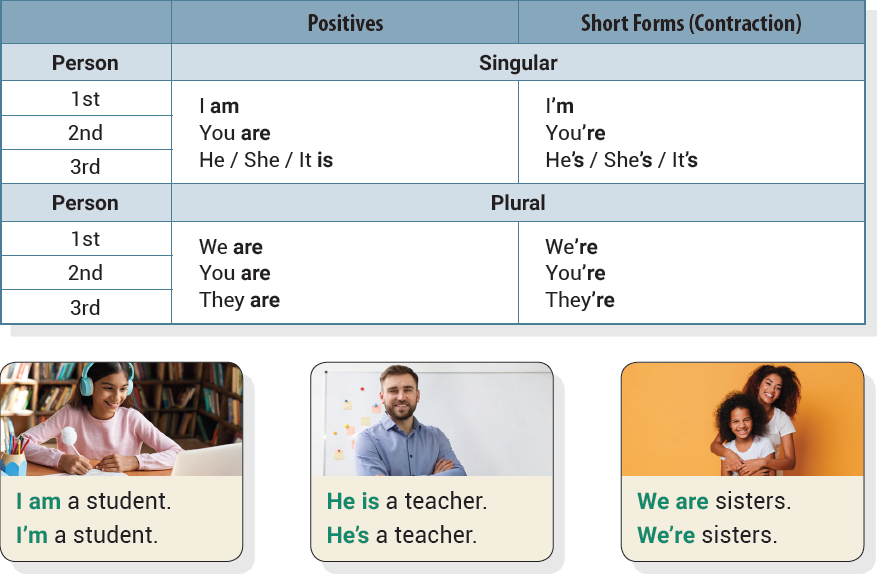 Positives Short Forms (Contraction)
Person Singular
1st
2nd
3rd
I am I’m
You are You’re
He / She / It is He’s / She’s / It’s
Person Plural
1st
2nd
3rd
We are We’re
You are You’re
They are They’re
I am a student.
I’m a student.
He is a teacher.
He’s a teacher.
We are sisters.
We’re sisters.